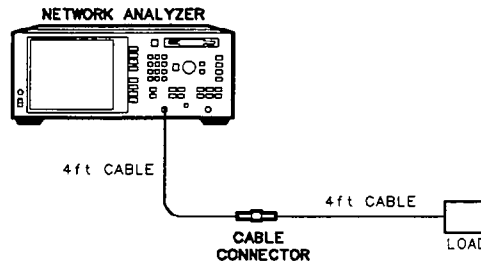 NETWORK ANALYZER
4ft CABLE
4ft CABLE
CABLE
CONNECTOR
LOAD